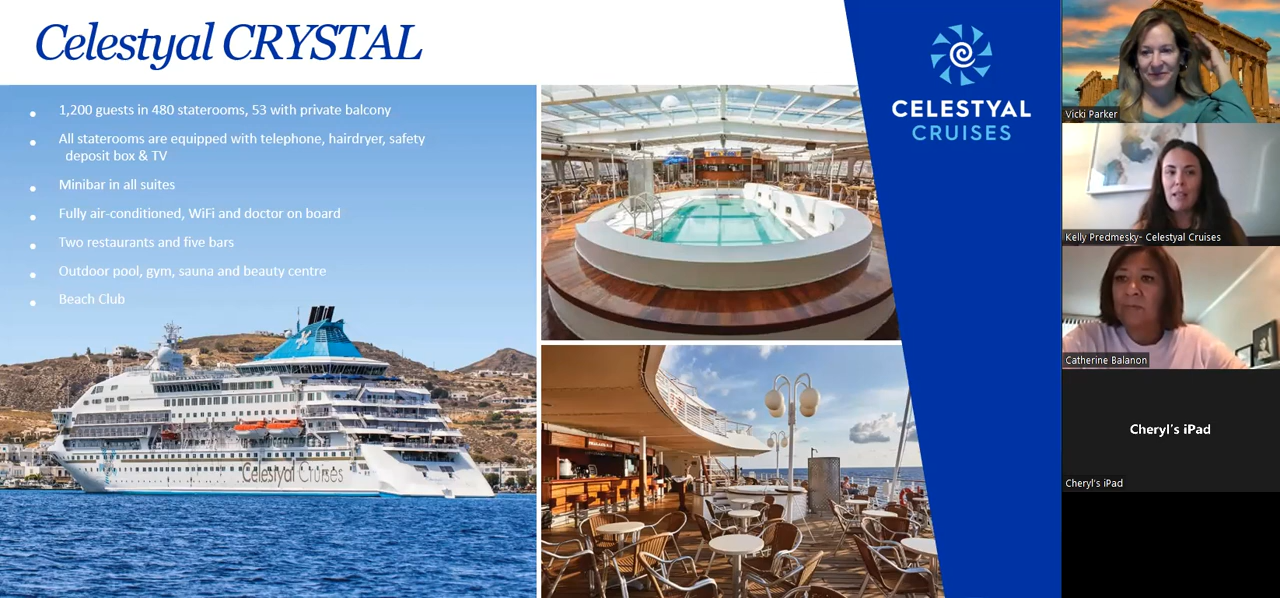 Celestyal CRYSTAL
1,200 guests in 480 staterooms, 53 with private balcony
All staterooms are equipped with telephone, hairdryer, safety
deposit box & TV
Minibar in all suites
Fully air-conditioned, WiFi and doctor on board
Two restaurants and five bars
Outdoor pool, gym, sauna and beauty centre
Beach Club
Celestyal Cruises
CELESTYAL
CRUISES
Vicki Parker
Kelly Predmesky- Celestyal Cruises
Catherine Balanon
Cheryl's iPad
Cheryl's iPad